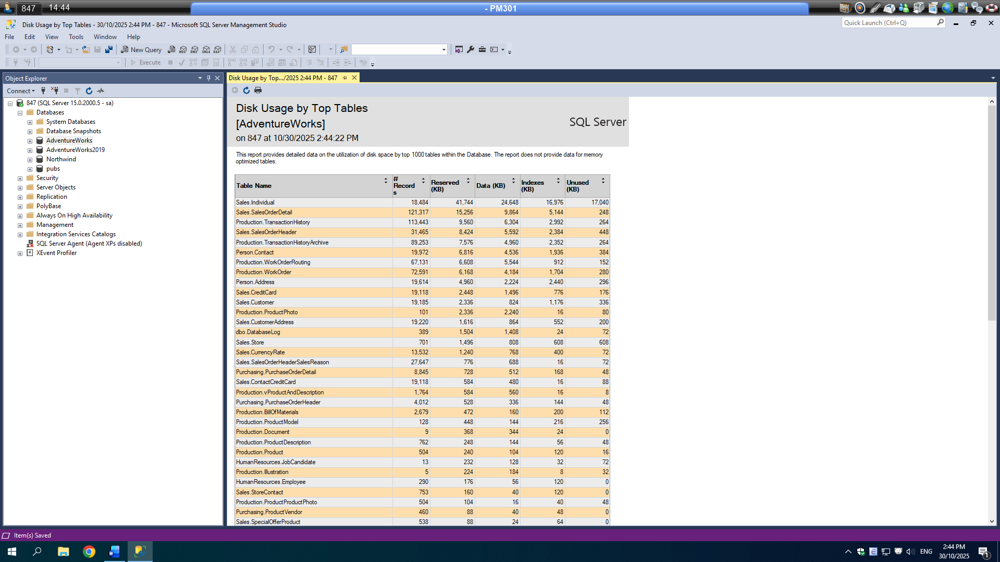 847
14:44
- PM301
Disk Usage by Top Tables - 30/10/2025 2:44 PM - 847 - Microsoft SQL Server Management Studio
Quick Launch (Ctrl+Q)
File Edit View Tools Window Help
New Query
MDX DMX XMLA DAX
Execute
Object Explorer
Connect
847 (SQL Server 15.0.2000.5 - sa)
Databases
System Databases
Database Snapshots
AdventureWorks
AdventureWorks2019
Northwind
pubs
Security
Server Objects
Replication
PolyBase
Always On High Availability
Management
Integration Services Catalogs
SQL Server Agent (Agent XPs disabled)
XEvent Profiler
Disk Usage by Top.../2025 2:44 PM - 847
Disk Usage by Top Tables
[AdventureWorks]
on 847 at 10/30/2025 2:44:22 PM
SQL Server
This report provides detailed data on the utilization of disk space by top 1000 tables within the Database. The report does not provide data for memory
optimized tables.
Table Name # Records Reserved (KB) Data (KB) Indexes (KB) Unused (KB)
Sales.Individual 18,484 41,744 24,648 16,976 17,040
Sales.SalesOrderDetail 121,317 15,256 9,864 5,144 248
Production.TransactionHistory 113,443 9,560 6,304 2,992 264
Sales.SalesOrderHeader 31,465 8,424 5,592 2,384 448
Production.TransactionHistoryArchive 89,253 7,576 4,960 2,352 264
Person.Contact 19,972 6,816 4,536 1,936 384
Production.WorkOrderRouting 67,131 6,608 5,544 912 152
Production.WorkOrder 72,591 6,168 4,184 1,704 280
Person.Address 19,614 4,960 2,224 2,440 296
Sales.CreditCard 19,118 2,448 1,496 776 176
Sales.Customer 19,185 2,336 824 1,176 336
Production.ProductPhoto 101 2,336 2,240 16 80
Sales.CustomerAddress 19,220 1,616 864 552 200
dbo.DatabaseLog 389 1,504 1,408 24 72
Sales.Store 701 1,496 808 608 608
Sales.CurrencyRate 13,532 1,240 768 400 72
Sales.SalesOrderHeaderSalesReason 27,647 776 688 16 72
Purchasing.PurchaseOrderDetail 8,845 728 512 168 48
Sales.ContactCreditCard 19,118 584 480 16 88
Production.vProductAndDescription 1,764 584 560 16 8
Purchasing.PurchaseOrderHeader 4,012 528 336 144 48
Production.BillOfMaterials 2,679 472 160 200 112
Production.ProductModel 128 448 144 216 256
Production.Document 9 368 344 24 0
Production.ProductDescription 762 248 144 56 48
Production.Product 504 240 104 120 16
HumanResources.JobCandidate 13 232 128 32 72
Production.Illustration 5 224 184 8 32
HumanResources.Employee 290 176 56 120 0
Sales.StoreContact 753 160 40 120 0
Production.ProductProductPhoto 504 104 16 40 48
Purchasing.ProductVendor 460 88 40 48 0
Sales.SpecialOfferProduct 538 88 24 64 0
Item(s) Saved
ENG
2:44 PM
30/10/2025
1